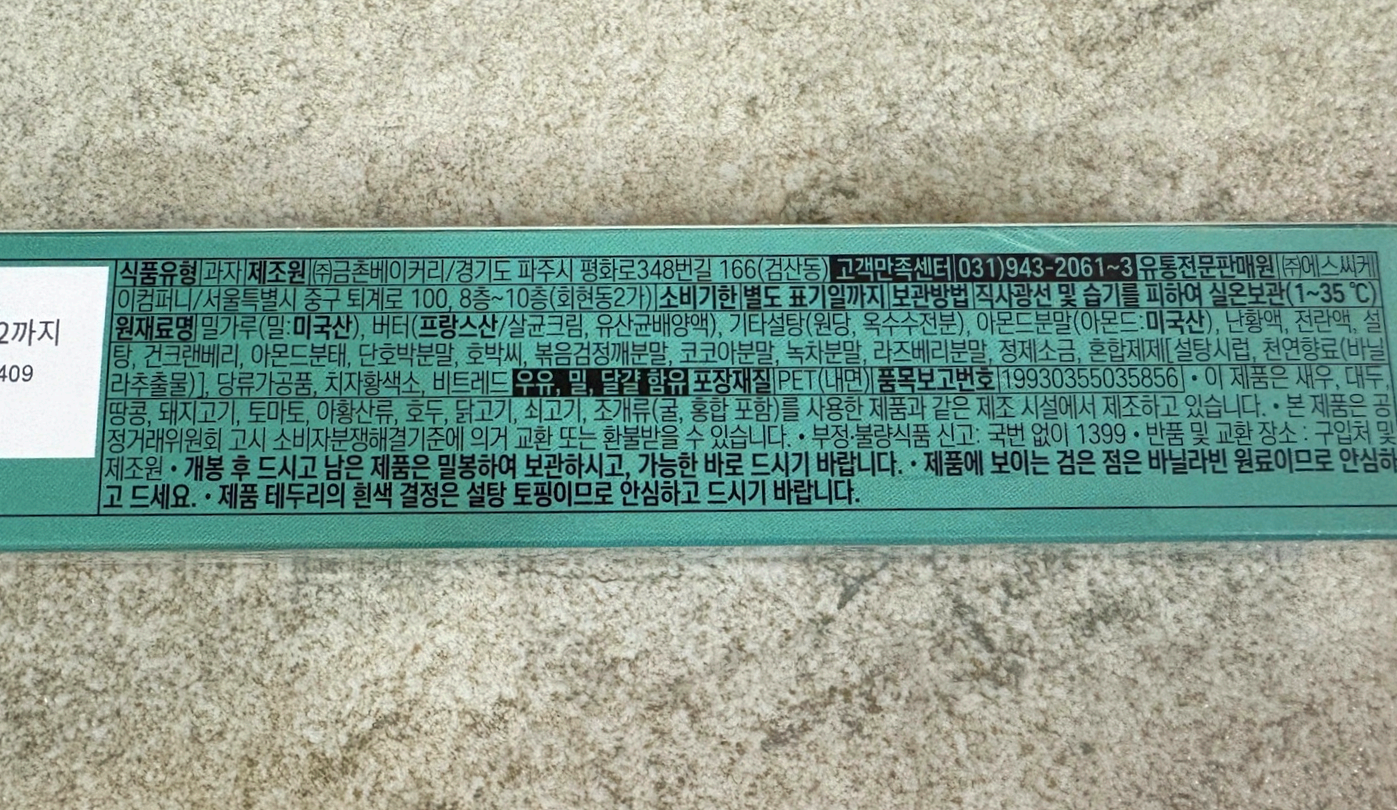 2까지
409
식품유형 과자 제조원 ㈜금촌베이커리/경기도 파주시 평화로348번길 166(검산동) 고객만족센터 031)943-2061~3 유통전문판매원 ㈜에스씨케
이컴퍼니/서울특별시 중구 퇴계로 100, 8층~10층(회현동2가) 소비기한 별도 표기일까지 보관방법 직사광선 및 습기를 피하여 실온보관(1~35℃)
원재료명 밀가루(밀:미국산), 버터(프랑스산/살균크림, 유산균배양액), 기타설탕(원당, 옥수수전분), 아몬드분말(아몬드:미국산), 난황액, 전란액, 설
탕, 건크랜베리, 아몬드분태, 단호박분말, 호박씨, 볶음검정깨분말, 코코아분말, 녹차분말, 라즈베리분말, 정제소금, 혼합제제[설탕시럽, 천연향료(바닐
라추출물)], 당류가공품, 치자황색소, 비트레드 우유, 밀, 달걀 함유 포장재질 PET(내면) 품목보고번호 19930355035856 • 이 제품은 새우, 대두,
땅콩, 돼지고기, 토마토, 아황산류, 호두, 닭고기, 쇠고기, 조개류(굴, 홍합 포함)를 사용한 제품과 같은 제조 시설에서 제조하고 있습니다. • 본 제품은 공
정거래위원회 고시 소비자분쟁해결기준에 의거 교환 또는 환불받을 수 있습니다. • 부정·불량식품 신고: 국번 없이 1399 • 반품 및 교환 장소 : 구입처 및
제조원 • 개봉 후 드시고 남은 제품은 밀봉하여 보관하시고, 가능한 바로 드시기 바랍니다. • 제품에 보이는 검은 점은 바닐라빈 원료이므로 안심하
고 드세요. • 제품 테두리의 흰색 결정은 설탕 토핑이므로 안심하고 드시기 바랍니다.